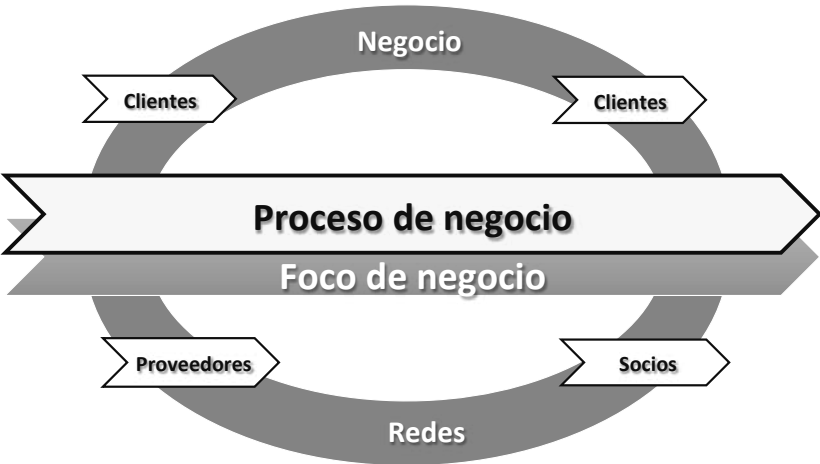 Negocio
Clientes
Clientes
Proceso de negocio
Foco de negocio
Proveedores
Socios
Redes